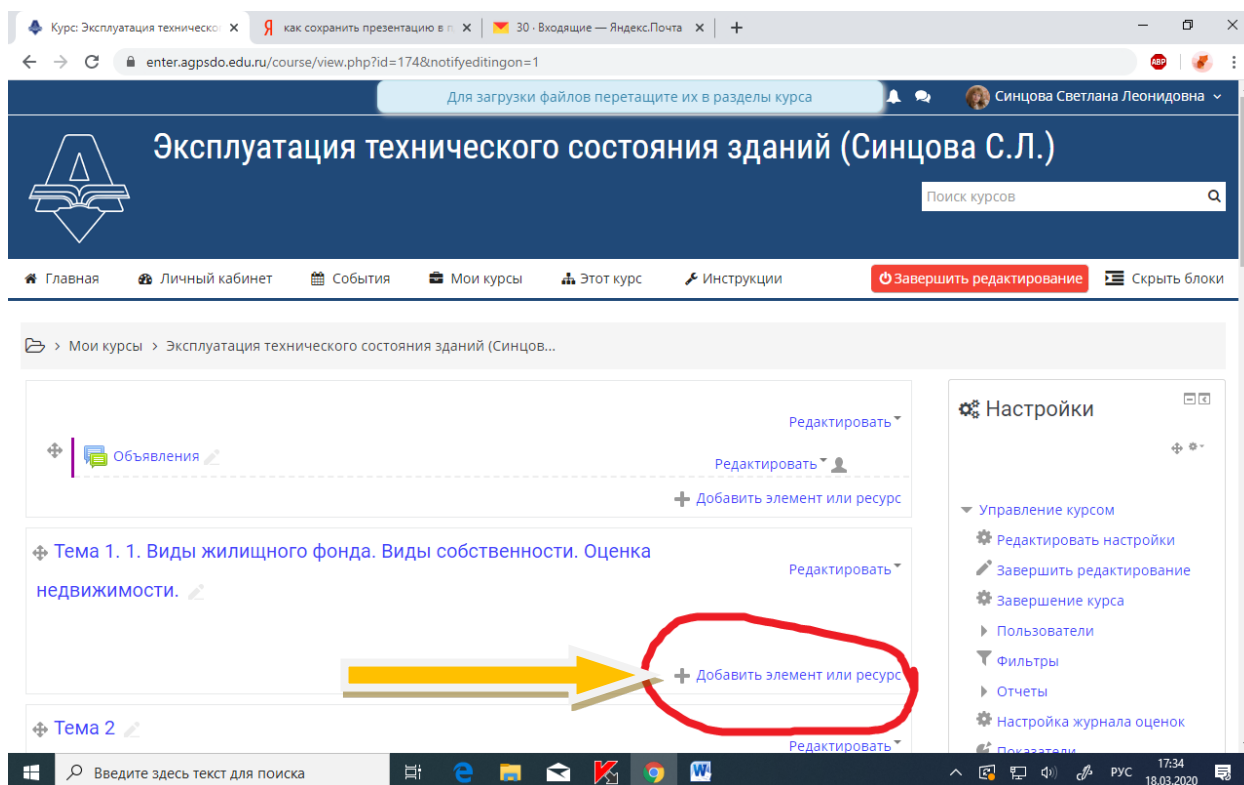 Курс: Эксплуатация техническо
как сохранить презентацию в п
30 · Входящие — Яндекс.Почта
enter.agpsdo.edu.ru/course/view.php?id=174&notifyeditingon=1
ABP
Для загрузки файлов перетащите их в разделы курса
Синцова Светлана Леонидовна
Эксплуатация технического состояния зданий (Синцова С.Л.)
Поиск курсов
Главная
Личный кабинет
События
Мои курсы
Этот курс
Инструкции
Завершить редактирование
Скрыть блоки
Мои курсы > Эксплуатация технического состояния зданий (Синцов...
Редактировать
Объявления
Редактировать
Добавить элемент или ресурс
Тема 1. 1. Виды жилищного фонда. Виды собственности. Оценка
недвижимости.
Редактировать
Добавить элемент или ресурс
Тема 2
Редактировать
Настройки
Управление курсом
Редактировать настройки
Завершить редактирование
Завершение курса
Пользователи
Фильтры
Отчеты
Настройка журнала оценок
Показатели
Введите здесь текст для поиска
РУС
17:34
18.03.2020